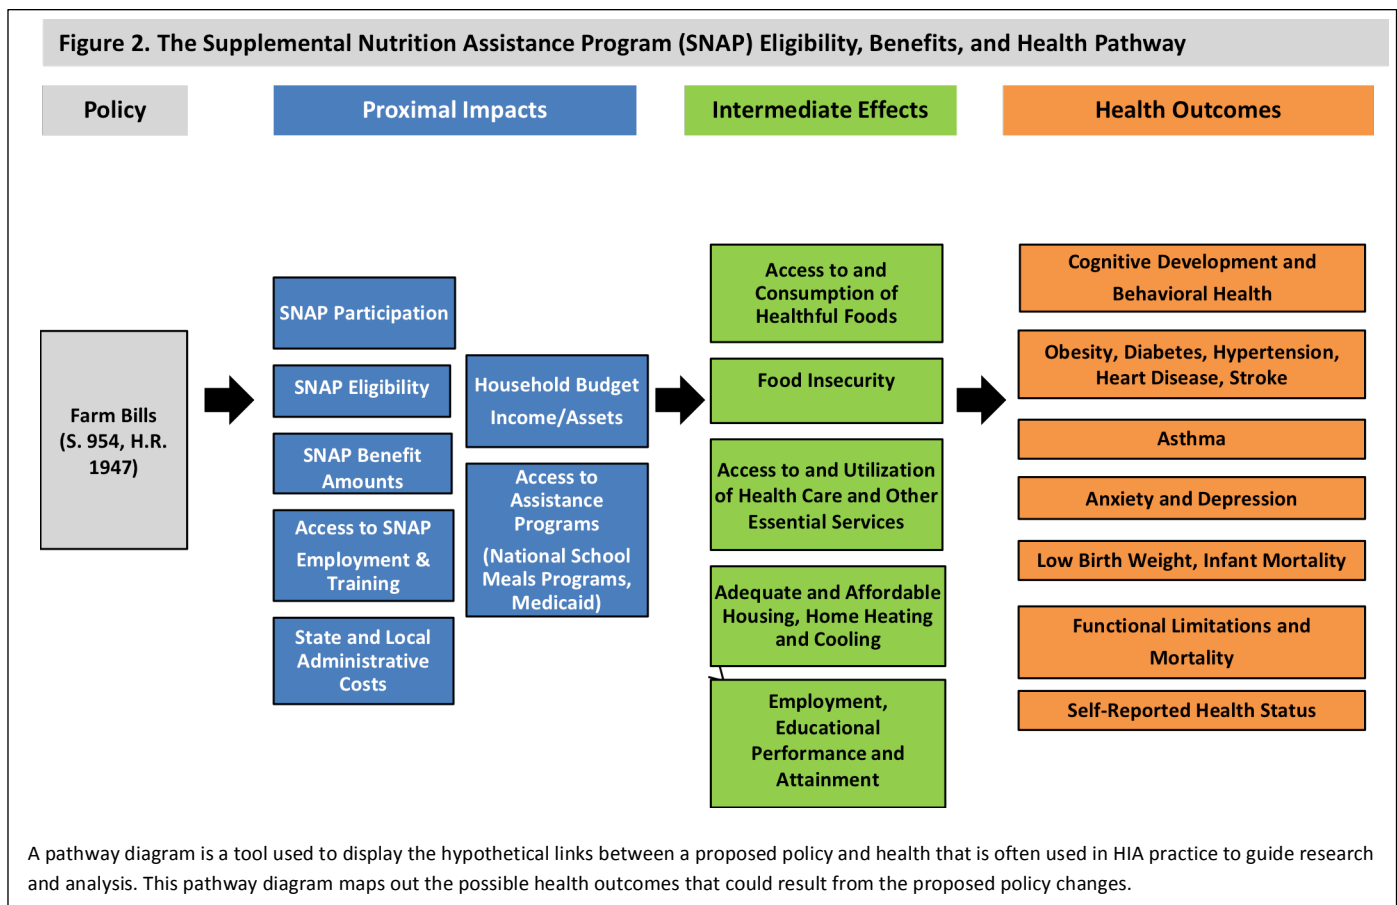 Figure 2. The Supplemental Nutrition Assistance Program (SNAP) Eligibility, Benefits, and Health Pathway
Policy
Proximal Impacts
Intermediate Effects
Health Outcomes
Farm Bills
(S. 954, H.R.
1947)
SNAP Participation
SNAP Eligibility
SNAP Benefit
Amounts
Access to SNAP
Employment &
Training
State and Local
Administrative
Costs
Household Budget
Income/Assets
Access to
Assistance
Programs
(National School
Meals Programs,
Medicaid)
Access to and
Consumption of
Healthful Foods
Food Insecurity
Access to and Utilization
of Health Care and Other
Essential Services
Adequate and Affordable
Housing, Home Heating
and Cooling
Employment,
Educational
Performance and
Attainment
Cognitive Development and
Behavioral Health
Obesity, Diabetes, Hypertension,
Heart Disease, Stroke
Asthma
Anxiety and Depression
Low Birth Weight, Infant Mortality
Functional Limitations and
Mortality
Self-Reported Health Status
A pathway diagram is a tool used to display the hypothetical links between a proposed policy and health that is often used in HIA practice to guide research
and analysis. This pathway diagram maps out the possible health outcomes that could result from the proposed policy changes.